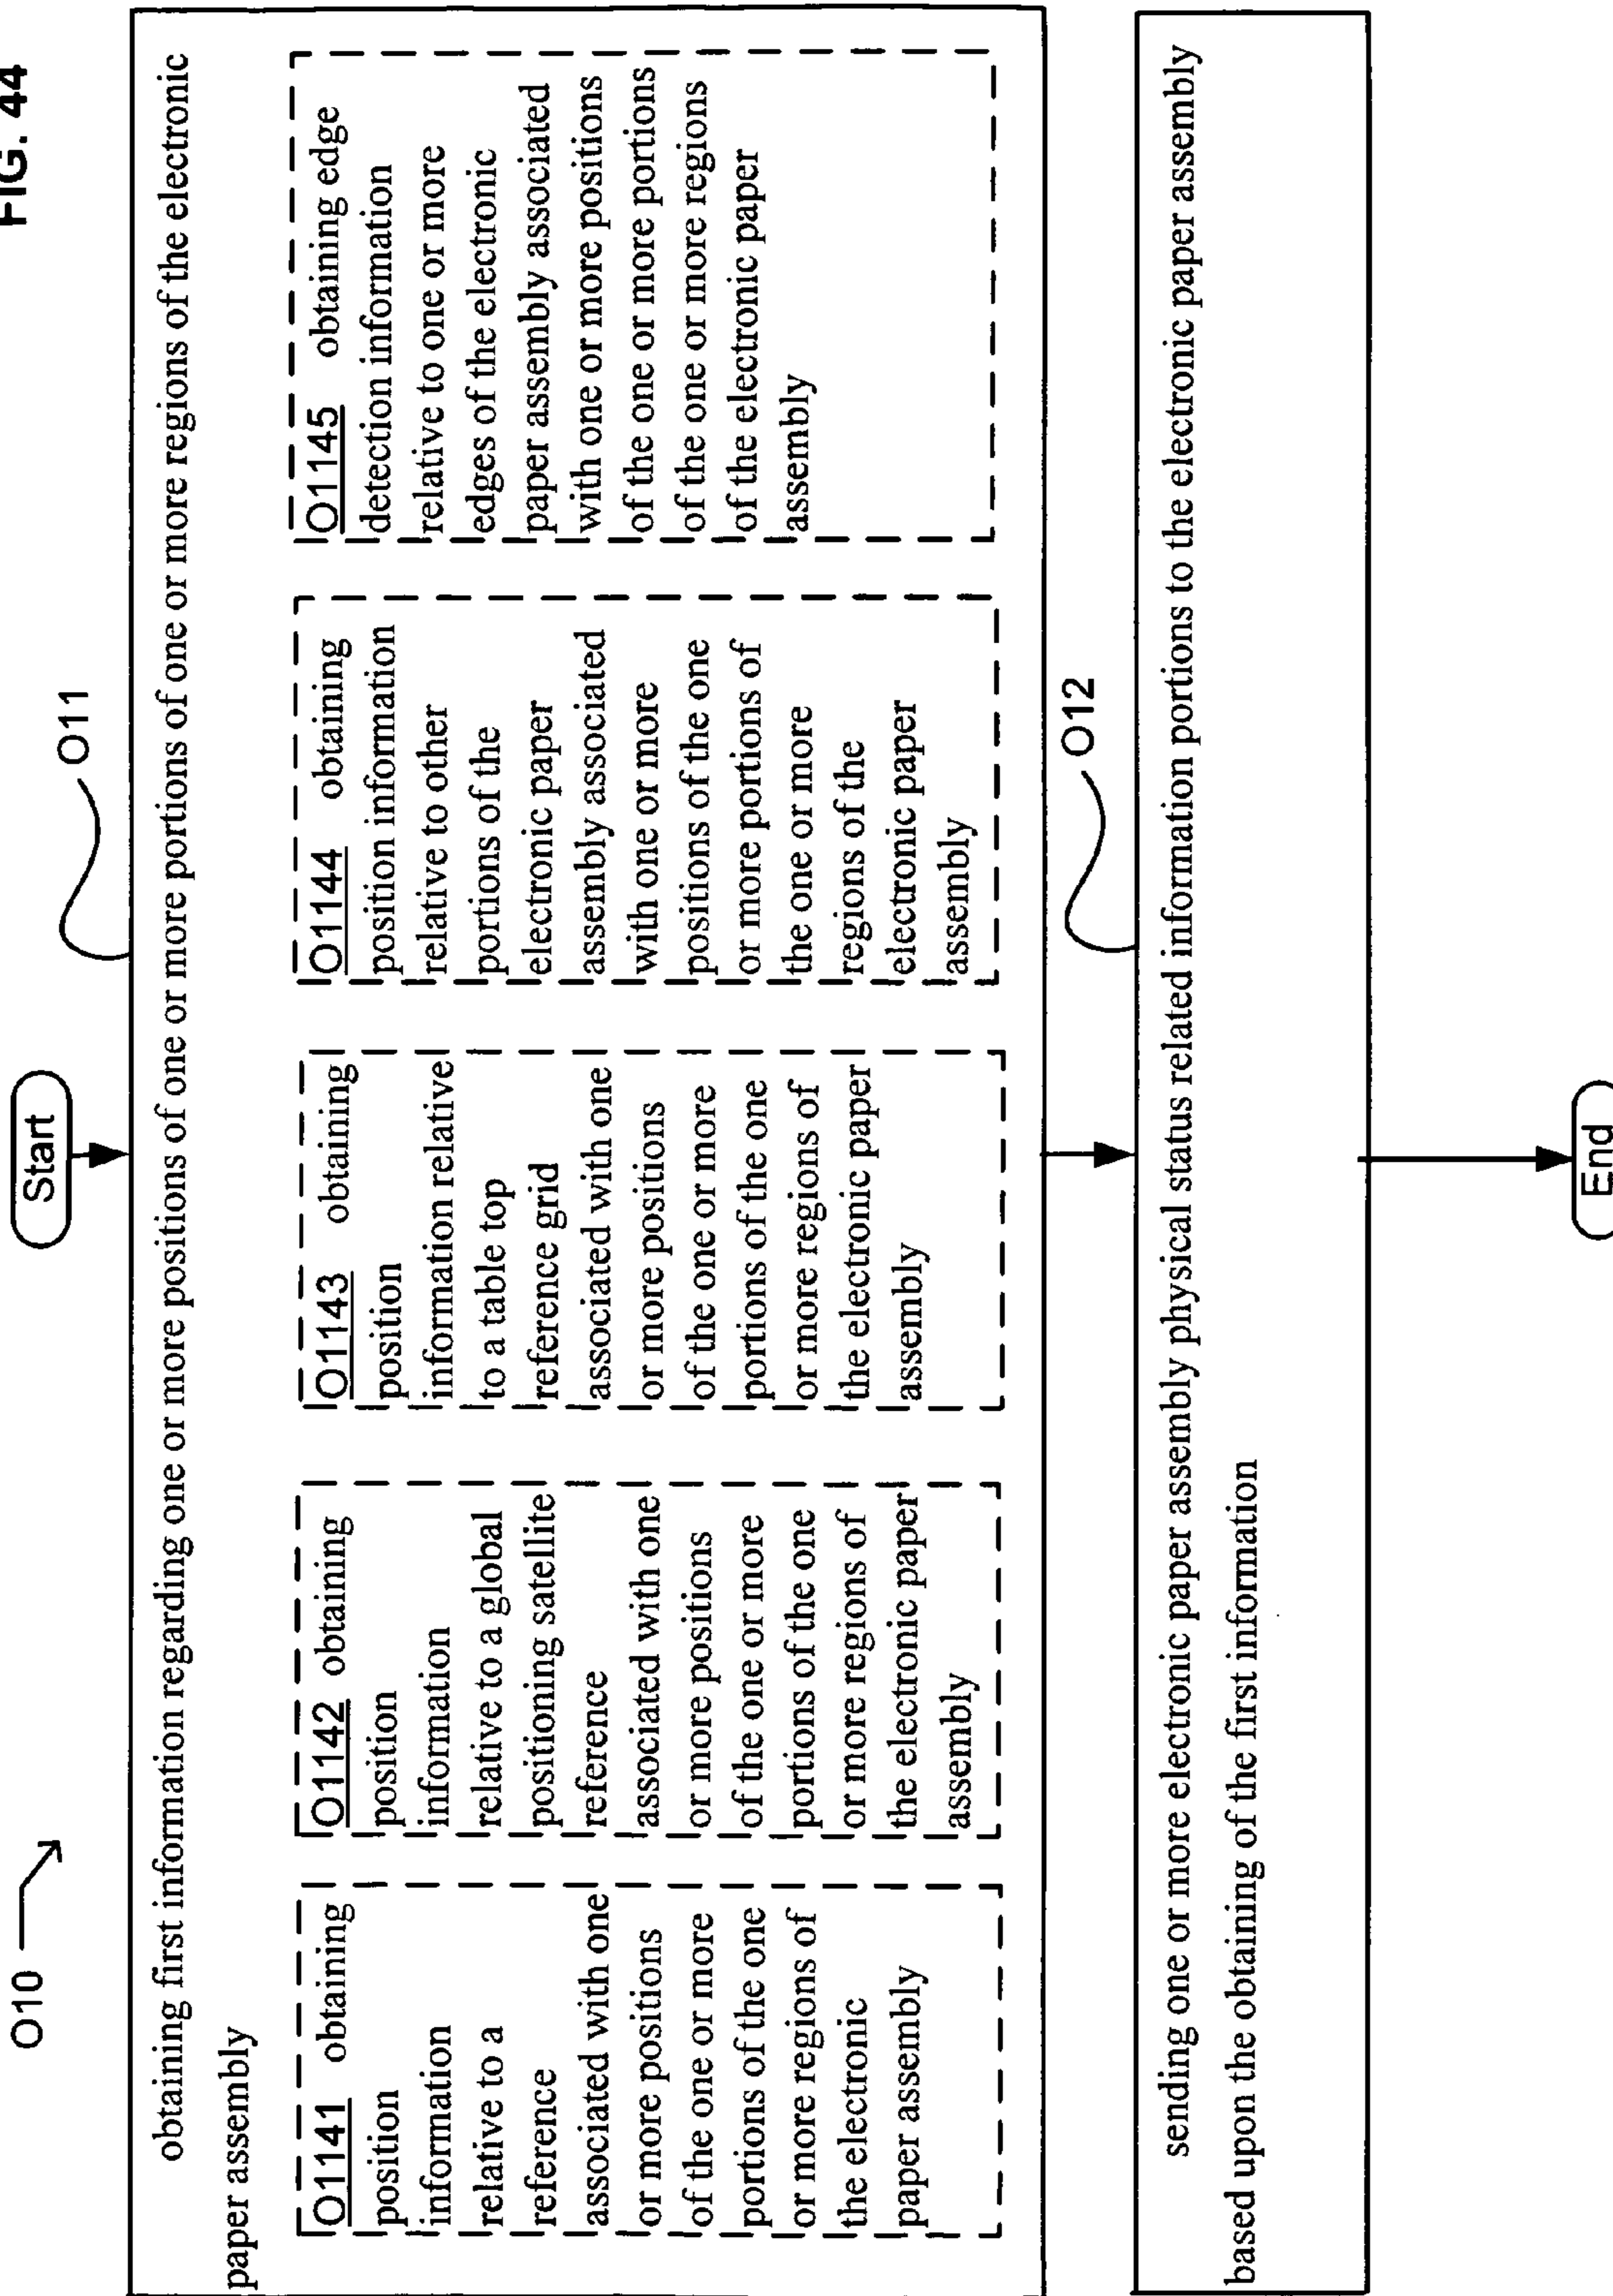 FIG. 44
O10
Start
O11
obtaining first information regarding one or more positions of one or more portions of one or more regions of the electronic
paper assembly
O1141 obtaining
position
information
relative to a
reference
associated with one
or more positions
of the one or more
portions of the one
or more regions of
the electronic
paper assembly
O1142 obtaining
position
information
relative to a global
positioning satellite
reference
associated with one
or more positions
of the one or more
portions of the one
or more regions of
the electronic paper
assembly
O1143 obtaining
position
information relative
to a table top
reference grid
associated with one
or more positions
of the one or more
portions of the one
or more regions of
the electronic paper
assembly
O1144 obtaining
position information
relative to other
portions of the
electronic paper
assembly associated
with one or more
positions of the one
or more portions of
the one or more
regions of the
electronic paper
assembly
O1145 obtaining edge
detection information
relative to one or more
edges of the electronic
paper assembly associated
with one or more positions
of the one or more portions
of the one or more regions
of the electronic paper
assembly
O12
sending one or more electronic paper assembly physical status related information portions to the electronic paper assembly
based upon the obtaining of the first information
End